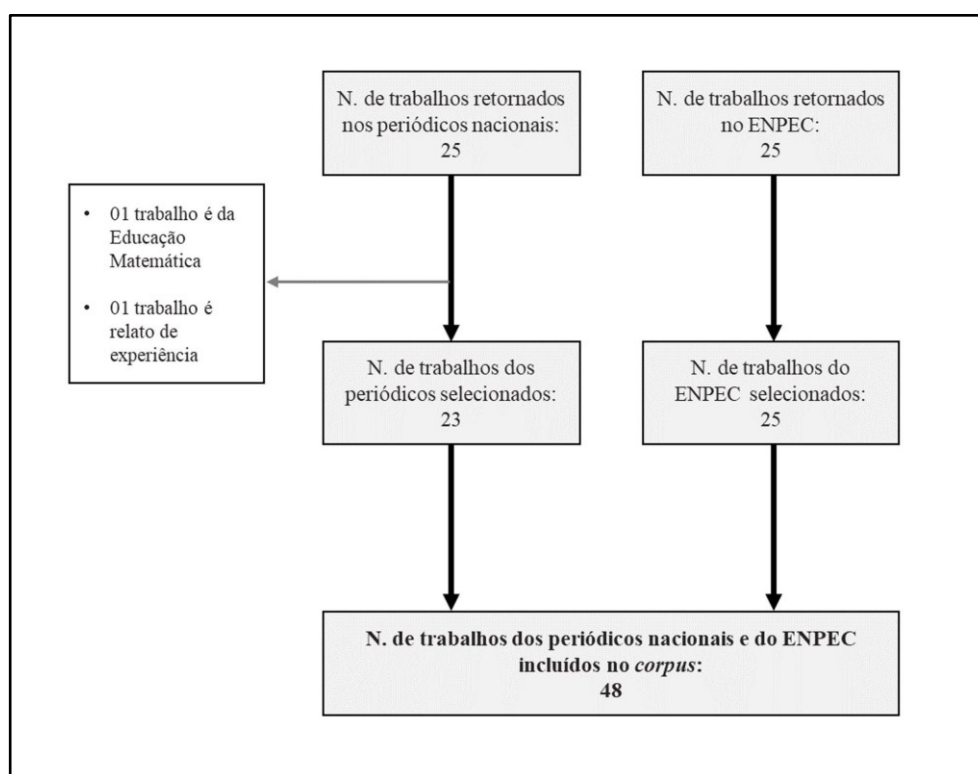 N. de trabalhos retornados
nos periódicos nacionais:
25
N. de trabalhos retornados
no ENPEC:
25
• 01 trabalho é da
Educação
Matemática
• 01 trabalho é
relato de
experiência
N. de trabalhos dos
periódicos selecionados:
23
N. de trabalhos do
ENPEC selecionados:
25
N. de trabalhos dos periódicos nacionais e do ENPEC
incluídos no corpus:
48